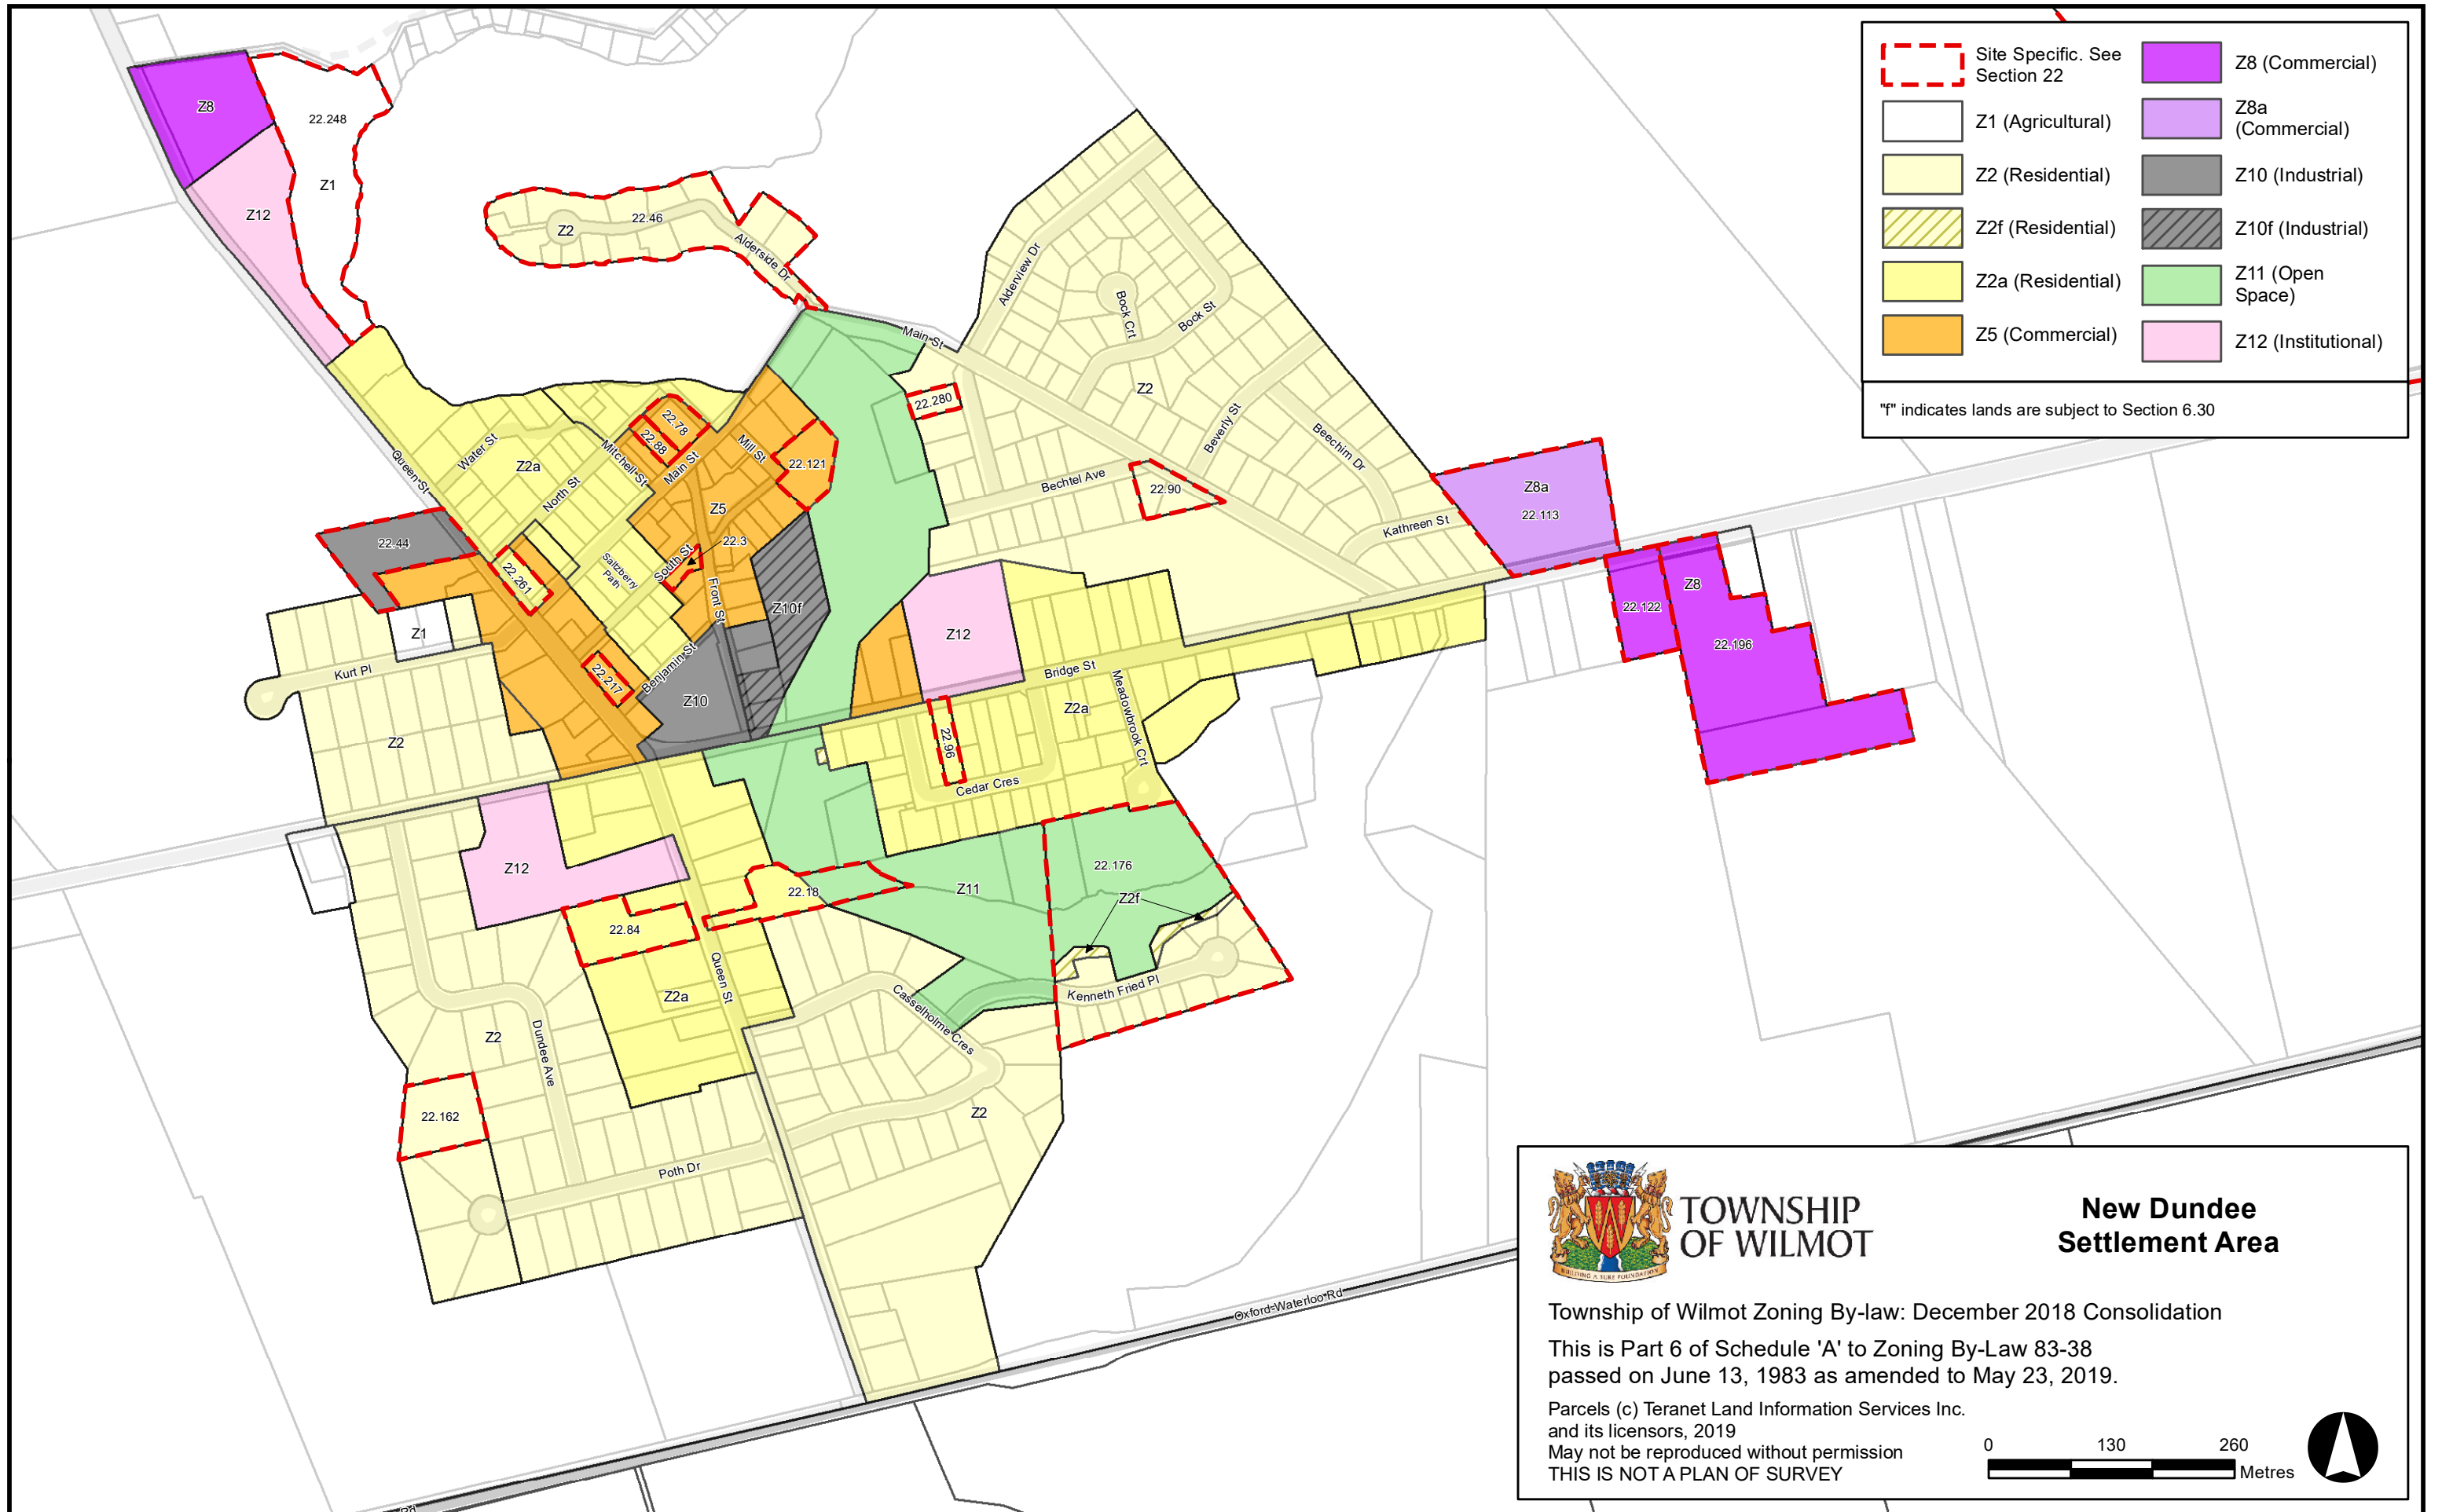 Site Specific. See
Section 22
Z1 (Agricultural)
Z2 (Residential)
Z2f (Residential)
Z2a (Residential)
Z5 (Commercial)
Z8 (Commercial)
Z8a
(Commercial)
Z10 (Industrial)
Z10f (Industrial)
Z11 (Open
Space)
Z12 (Institutional)
"f" indicates lands are subject to Section 6.30
Z8
22.248
Z1
Z12
22.46
Z2
Alderside Dr
Main St
Alderview Dr
Bock Crt
Bock St
Z2
22.280
Beverly St
Beechim Dr
Bechtel Ave
22.90
Kathreen St
Z8a
22.113
22.122
Z8
22.196
Water St
Queen St
Z2a
North St
Mitchell St
22.78
22.88
Main St
Mill St
22.121
Z5
22.3
South St
Saltzberry
Path
Front St
22.44
22.261
Z1
Kurt Pl
Z2
22.217
Benjamin St
Z10
Z10f
Z12
Bridge St
Z2a
Meadowbrook Crt
22.96
Cedar Cres
Z12
22.18
Z11
22.176
Z2f
22.84
Queen St
Z2a
Kenneth Fried Pl
Casselholme Cres
Z2
Dundee Ave
22.162
Z2
Poth Dr
Oxford-Waterloo Rd
Rd
TOWNSHIP
OF WILMOT
BUILDING A SURE FOUNDATION
New Dundee
Settlement Area
Township of Wilmot Zoning By-law: December 2018 Consolidation
This is Part 6 of Schedule 'A' to Zoning By-Law 83-38
passed on June 13, 1983 as amended to May 23, 2019.
Parcels (c) Teranet Land Information Services Inc.
and its licensors, 2019
May not be reproduced without permission
THIS IS NOT A PLAN OF SURVEY
0 130 260
Metres